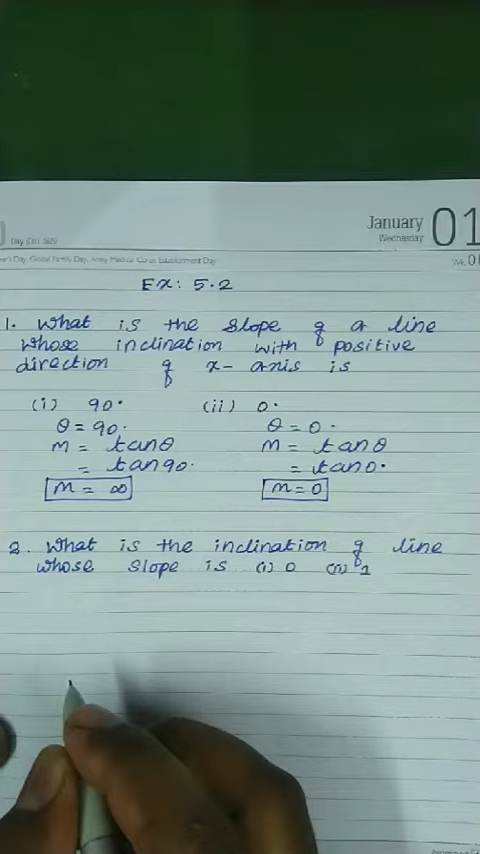 January 01
Wednesday
Ex: 5.2
1. What is the slope of a line
whose inclination with positive
direction of x- axis is
(i) 90° (ii) 0°
θ = 90° θ = 0°
m = tanθ m = tanθ
= tan90° = tan0°
m = ∞ m = 0
2. What is the inclination of line
whose slope is (i) 0 (ii) 1